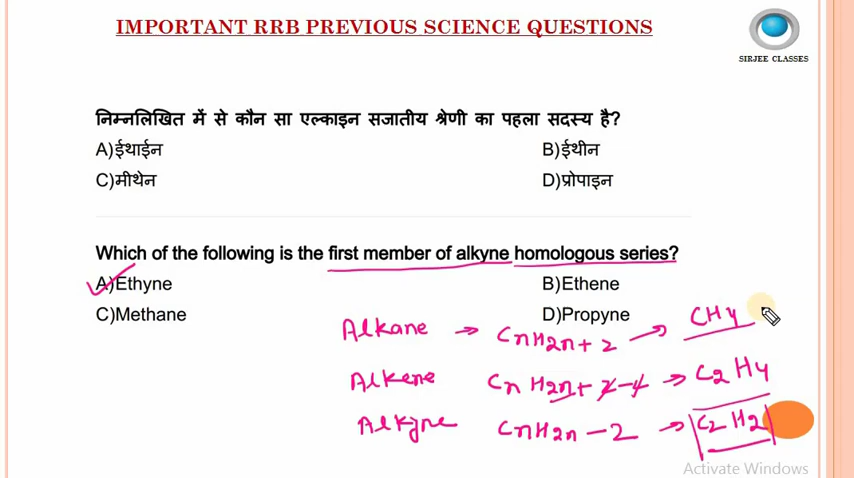 IMPORTANT RRB PREVIOUS SCIENCE QUESTIONS
SIRJEE CLASSES
निम्नलिखित में से कौन सा एल्काइन सजातीय श्रेणी का पहला सदस्य है?
A)ईथाईन B)ईथीन
C)मीथेन D)प्रोपाइन
Which of the following is the first member of alkyne homologous series?
A)Ethyne B)Ethene
C)Methane D)Propyne
Alkane → CnH2n+2 → CH4
Alkene CnH2n → C2H4
Alkyne CnH2n-2 → C2H2
Activate Windows